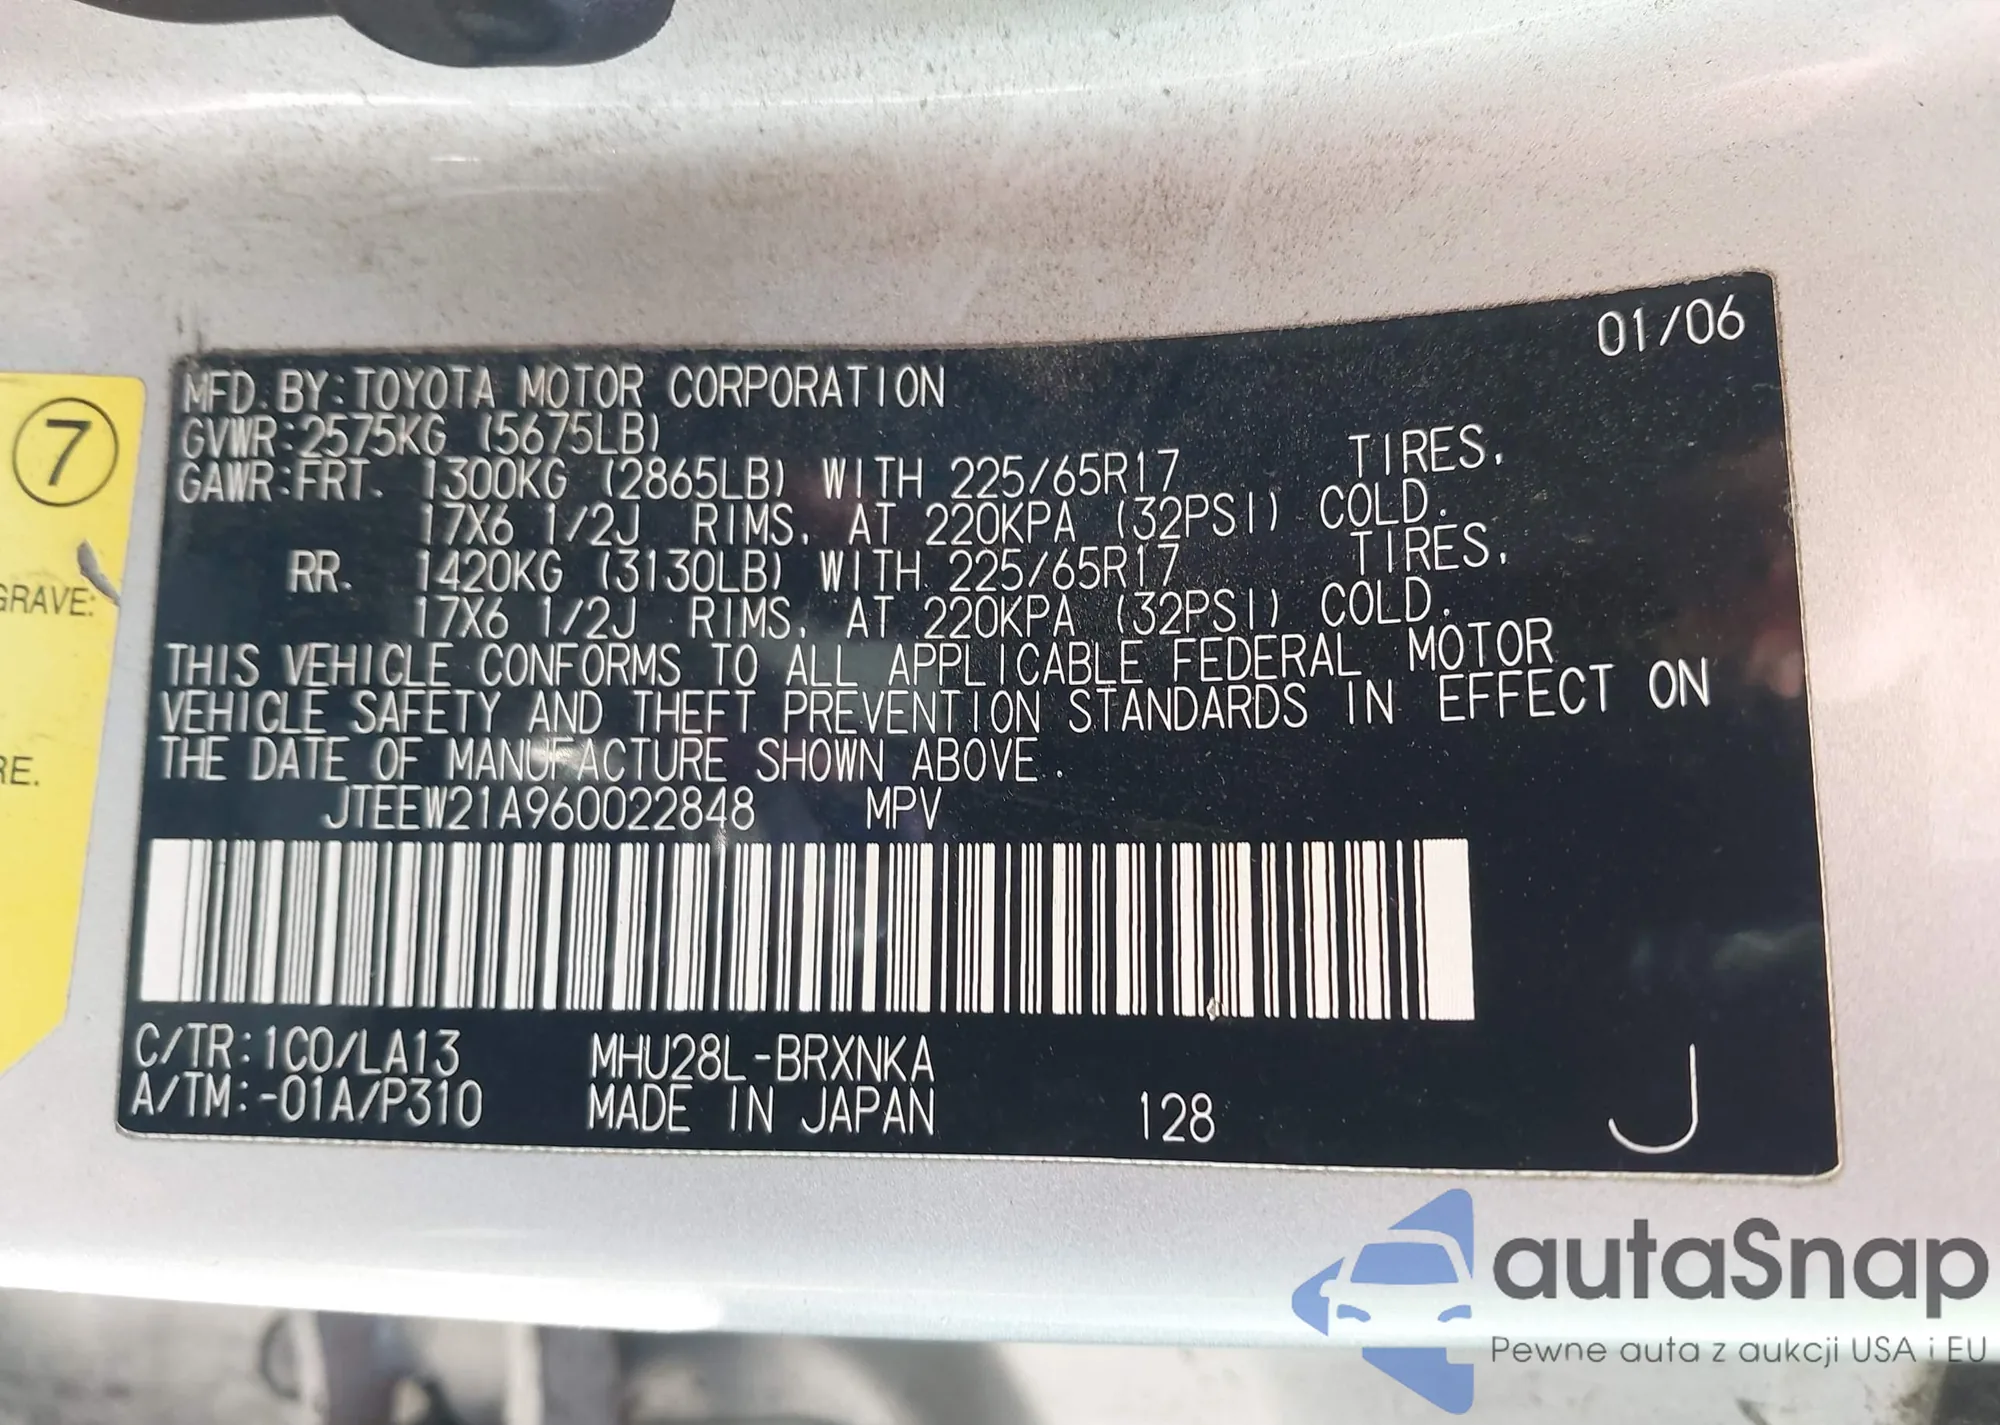 01/06
MFD. BY:TOYOTA MOTOR CORPORATION
GVWR:2575KG (5675LB)
GAWR:FRT. 1300KG (2865LB) WITH 225/65R17 TIRES,
17X6 1/2J RIMS, AT 220KPA (32PSI) COLD.
RR. 1420KG (3130LB) WITH 225/65R17 TIRES,
17X6 1/2J RIMS, AT 220KPA (32PSI) COLD.
THIS VEHICLE CONFORMS TO ALL APPLICABLE FEDERAL MOTOR
VEHICLE SAFETY AND THEFT PREVENTION STANDARDS IN EFFECT ON
THE DATE OF MANUFACTURE SHOWN ABOVE.
JTEEW21A960022848 MPV
C/TR:1C0/LA13 MHU28L-BRXNKA
A/TM:-01A/P310 MADE IN JAPAN 128 J
7
GRAVE:
RE.
autaSnap
Pewne auta z aukcji USA i EU